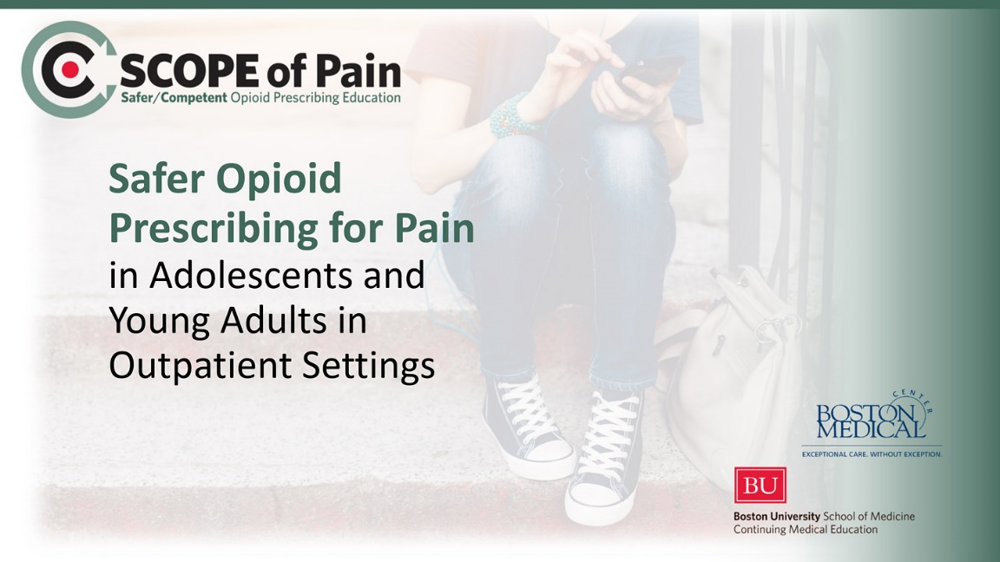 SCOPE of Pain
Safer/Competent Opioid Prescribing Education
Safer Opioid
Prescribing for Pain
in Adolescents and
Young Adults in
Outpatient Settings
BOSTON
MEDICAL
CENTER
EXCEPTIONAL CARE. WITHOUT EXCEPTION.
BU
Boston University School of Medicine
Continuing Medical Education